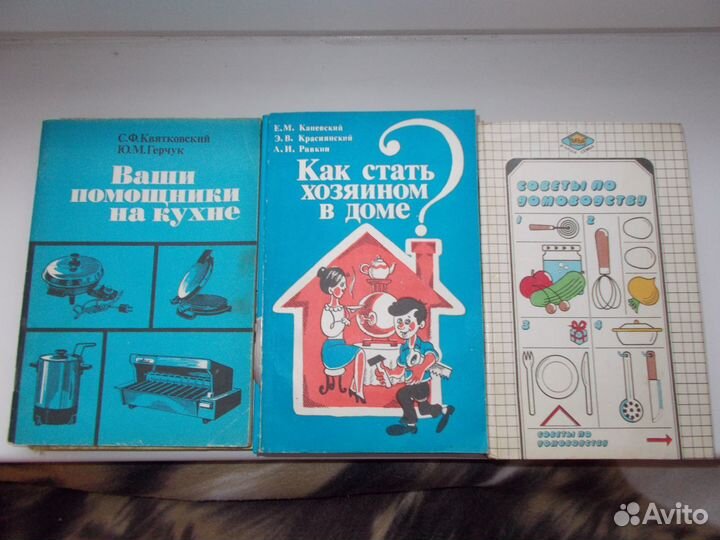 С.Ф.Квятковский
Ю.М.Герчук
Ваши
помощники
на кухне
Е.М. Каневский
Э.В. Краснянский
А.И. Равкин
Как стать
хозяином
в доме
?
СОВЕТЫ ПО
ДОМОВОДСТВУ
1
2
3
4
СОВЕТЫ ПО
ДОМОВОДСТВУ
Avito